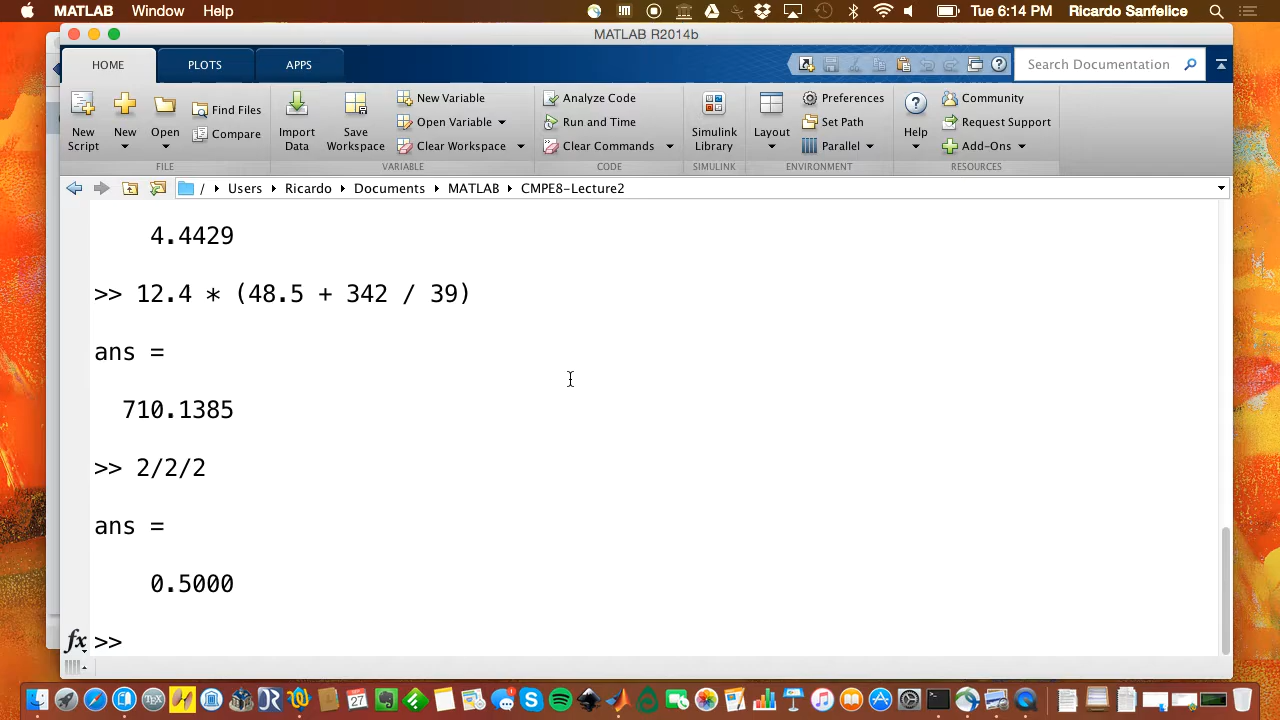 MATLAB Window Help Tue 6:14 PM Ricardo Sanfelice
MATLAB R2014b
HOME PLOTS APPS Search Documentation
New Script
New
Open
Find Files
Compare
FILE
Import Data
Save Workspace
New Variable
Open Variable
Clear Workspace
VARIABLE
Analyze Code
Run and Time
Clear Commands
CODE
Simulink Library
SIMULINK
Layout
Preferences
Set Path
Parallel
ENVIRONMENT
Help
Community
Request Support
Add-Ons
RESOURCES
/ Users Ricardo Documents MATLAB CMPE8-Lecture2
4.4429
>> 12.4 * (48.5 + 342 / 39)
ans =
710.1385
>> 2/2/2
ans =
0.5000
fx >>
TEX
27